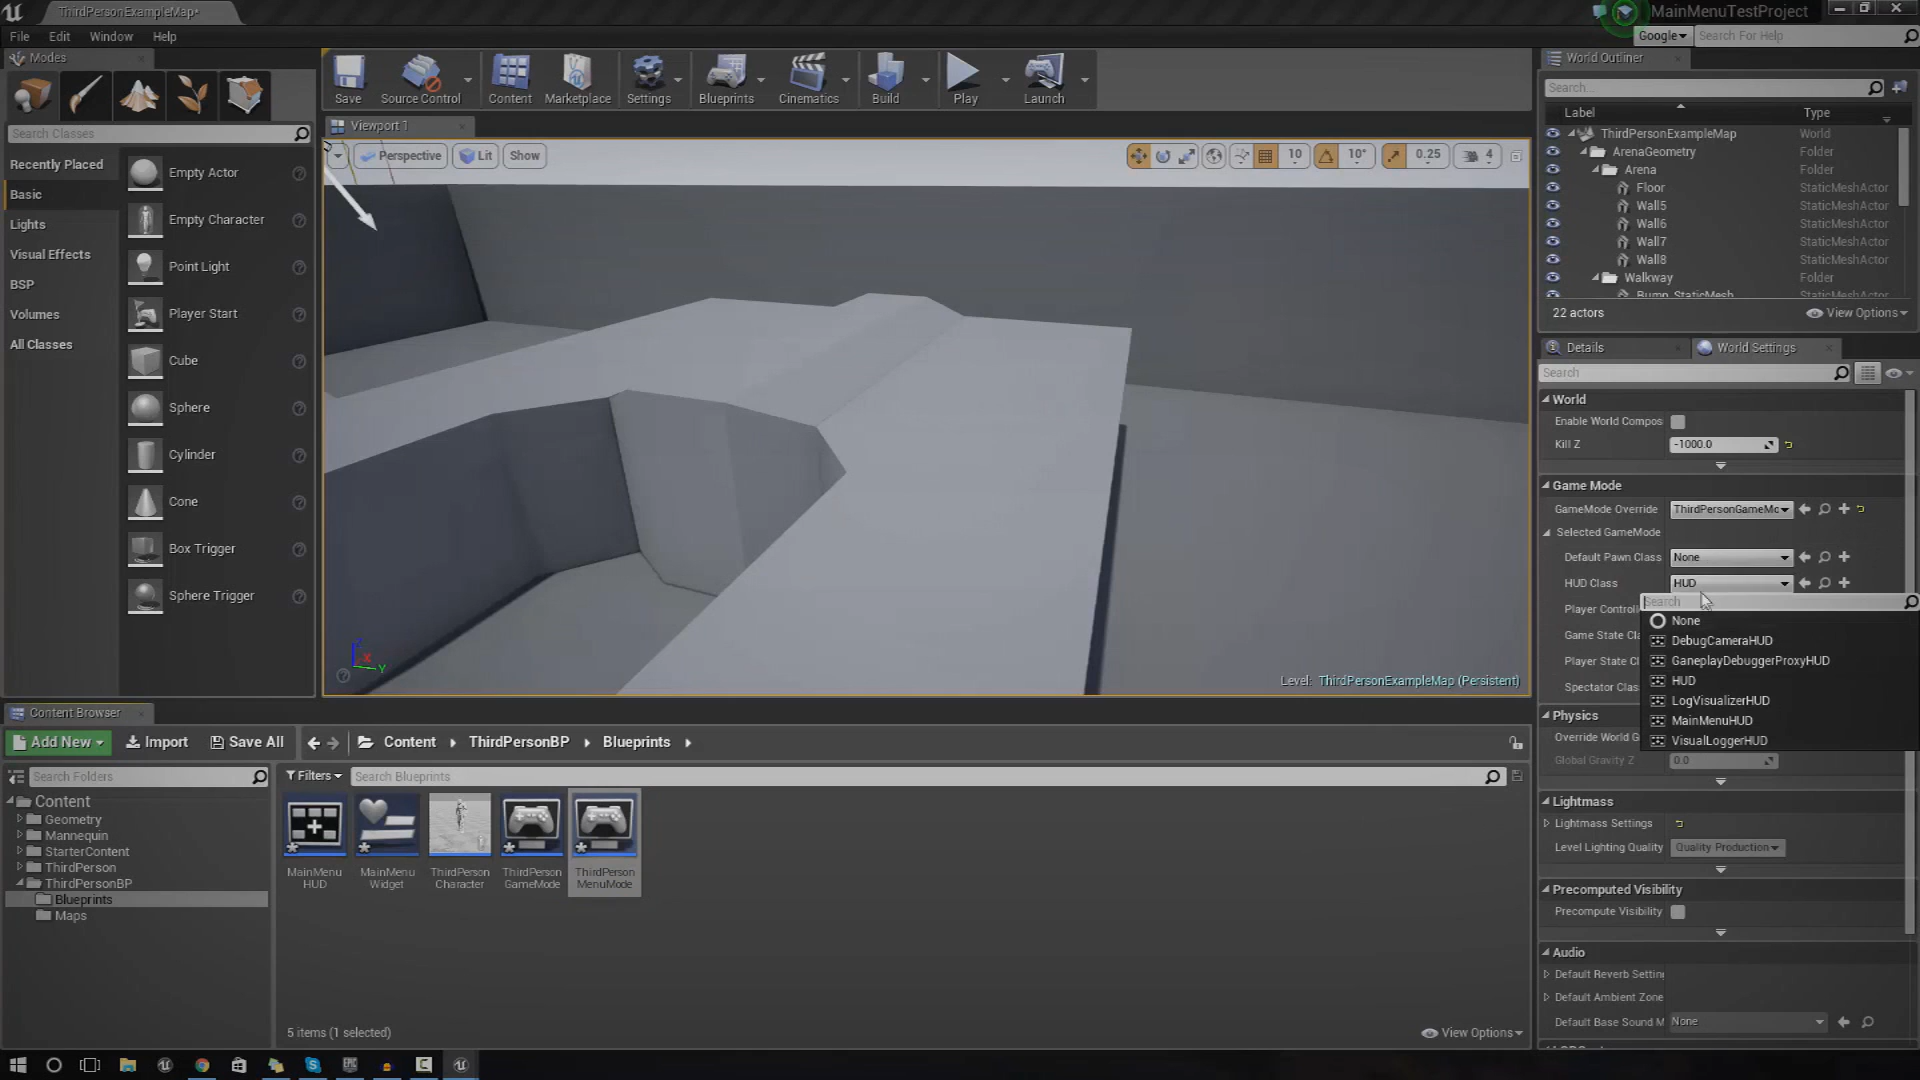 ThirdPersonExampleMap*
MainMenuTestProject
File Edit Window Help
Google Search For Help
Modes
Save Source Control Content Marketplace Settings Blueprints Cinematics Build Play Launch
World Outliner
Search...
Label Type
ThirdPersonExampleMap World
ArenaGeometry Folder
Arena Folder
Floor StaticMeshActor
Wall5 StaticMeshActor
Wall6 StaticMeshActor
Wall7 StaticMeshActor
Wall8 StaticMeshActor
Walkway Folder
Bump_StaticMesh StaticMeshActor
22 actors View Options
Search Classes
Recently Placed
Basic
Lights
Visual Effects
BSP
Volumes
All Classes
Empty Actor
Empty Character
Point Light
Player Start
Cube
Sphere
Cylinder
Cone
Box Trigger
Sphere Trigger
Viewport 1
Perspective Lit Show 10 10° 0.25 4
X
Y
Level: ThirdPersonExampleMap (Persistent)
Details World Settings
Search
World
Enable World Compos
Kill Z -1000.0
Game Mode
GameMode Override ThirdPersonGameMo
Selected GameMode
Default Pawn Class None
HUD Class HUD
Search
None
DebugCameraHUD
GameplayDebuggerProxyHUD
HUD
LogVisualizerHUD
MainMenuHUD
VisualLoggerHUD
Player Controll
Game State Cla
Player State Cl
Spectator Clas
Physics
Override World G
Global Gravity Z 0.0
Lightmass
Lightmass Settings
Level Lighting Quality Quality Production
Precomputed Visibility
Precompute Visibility
Audio
Default Reverb Settin
Default Ambient Zone
Default Base Sound M None
Content Browser
Add New Import Save All Content ThirdPersonBP Blueprints
Search Folders
Filters Search Blueprints
Content
Geometry
Mannequin
StarterContent
ThirdPerson
ThirdPersonBP
Blueprints
Maps
MainMenu
HUD
MainMenu
Widget
ThirdPerson
Character
ThirdPerson
GameMode
ThirdPerson
MenuMode
5 items (1 selected) View Options